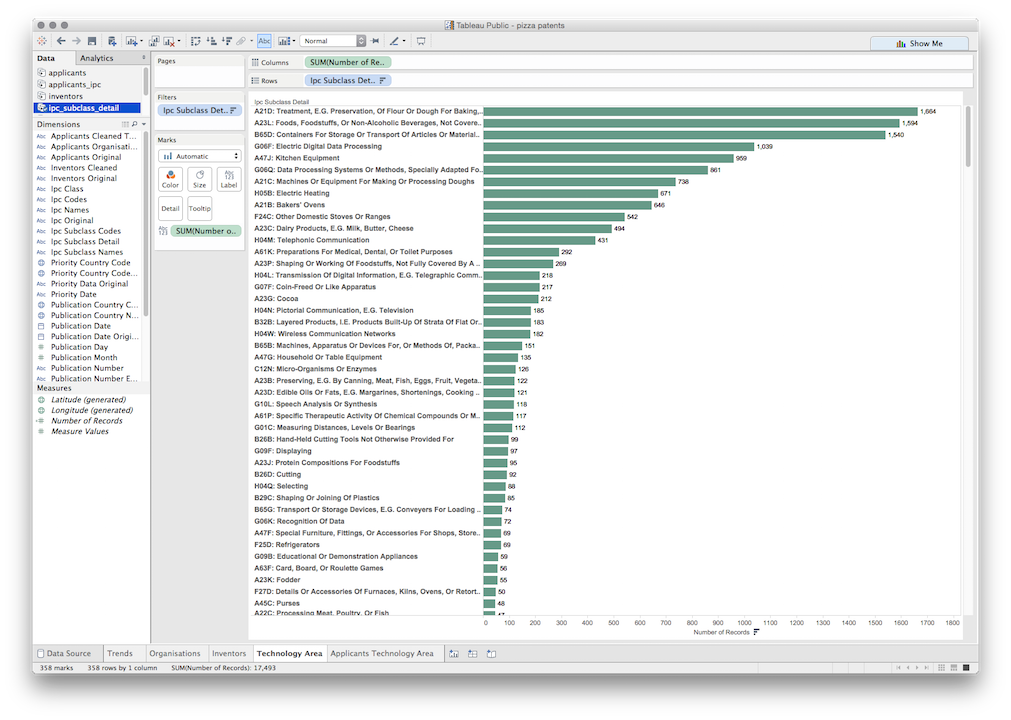 Tableau Public - pizza patents
Abc
Normal
Show Me
Data
Analytics
applicants
applicants_ipc
inventors
ipc_subclass_detail
Dimensions
Abc Applicants Cleaned T...
Abc Applicants Organisati...
Abc Applicants Original
Abc Inventors Cleaned
Abc Inventors Original
Abc Ipc Class
Abc Ipc Codes
Abc Ipc Names
Abc Ipc Original
Abc Ipc Subclass Codes
Abc Ipc Subclass Detail
Abc Ipc Subclass Names
Priority Country Code
Priority Country Code...
Abc Priority Data Original
Abc Priority Date
Publication Country C...
Publication Country N...
Publication Date
Publication Date Origi...
# Publication Day
# Publication Month
Abc Publication Number
Abc Publication Number E...
Measures
Latitude (generated)
Longitude (generated)
# Number of Records
# Measure Values
Pages
Filters
Ipc Subclass Det..
Marks
Automatic
Color
Size
Abc
123
Label
Detail
Tooltip
Abc
123
SUM(Number o..
Columns
SUM(Number of Re..
Rows
Ipc Subclass Det..
Ipc Subclass Detail
A21D: Treatment, E.G. Preservation, Of Flour Or Dough For Baking,.. 1,664
A23L: Foods, Foodstuffs, Or Non-Alcoholic Beverages, Not Covere.. 1,594
B65D: Containers For Storage Or Transport Of Articles Or Material.. 1,540
G06F: Electric Digital Data Processing 1,039
A47J: Kitchen Equipment 959
G06Q: Data Processing Systems Or Methods, Specially Adapted Fo.. 861
A21C: Machines Or Equipment For Making Or Processing Doughs 738
H05B: Electric Heating 671
A21B: Bakers' Ovens 646
F24C: Other Domestic Stoves Or Ranges 542
A23C: Dairy Products, E.G. Milk, Butter, Cheese 494
H04M: Telephonic Communication 431
A61K: Preparations For Medical, Dental, Or Toilet Purposes 292
A23P: Shaping Or Working Of Foodstuffs, Not Fully Covered By A .. 269
H04L: Transmission Of Digital Information, E.G. Telegraphic Comm.. 218
G07F: Coin-Freed Or Like Apparatus 217
A23G: Cocoa 212
H04N: Pictorial Communication, E.G. Television 185
B32B: Layered Products, I.E. Products Built-Up Of Strata Of Flat Or.. 183
H04W: Wireless Communication Networks 182
B65B: Machines, Apparatus Or Devices For, Or Methods Of, Packa.. 151
A47G: Household Or Table Equipment 135
C12N: Micro-Organisms Or Enzymes 126
A23B: Preserving, E.G. By Canning, Meat, Fish, Eggs, Fruit, Vegeta.. 122
A23D: Edible Oils Or Fats, E.G. Margarines, Shortenings, Cooking .. 121
G10L: Speech Analysis Or Synthesis 118
A61P: Specific Therapeutic Activity Of Chemical Compounds Or M.. 117
G01C: Measuring Distances, Levels Or Bearings 112
B26B: Hand-Held Cutting Tools Not Otherwise Provided For 99
G09F: Displaying 97
A23J: Protein Compositions For Foodstuffs 95
B26D: Cutting 92
H04Q: Selecting 88
B29C: Shaping Or Joining Of Plastics 85
B65G: Transport Or Storage Devices, E.G. Conveyers For Loading .. 74
G06K: Recognition Of Data 72
A47F: Special Furniture, Fittings, Or Accessories For Shops, Store.. 69
F25D: Refrigerators 69
G09B: Educational Or Demonstration Appliances 59
A63F: Card, Board, Or Roulette Games 56
A23K: Fodder 55
F27D: Details Or Accessories Of Furnaces, Kilns, Ovens, Or Retort.. 50
A45C: Purses 48
A22C: Processing Meat, Poultry, Or Fish 47
0 100 200 300 400 500 600 700 800 900 1000 1100 1200 1300 1400 1500 1600 1700 1800
Number of Records
Data Source
Trends
Organisations
Inventors
Technology Area
Applicants Technology Area
358 marks
358 rows by 1 column
SUM(Number of Records): 17,493